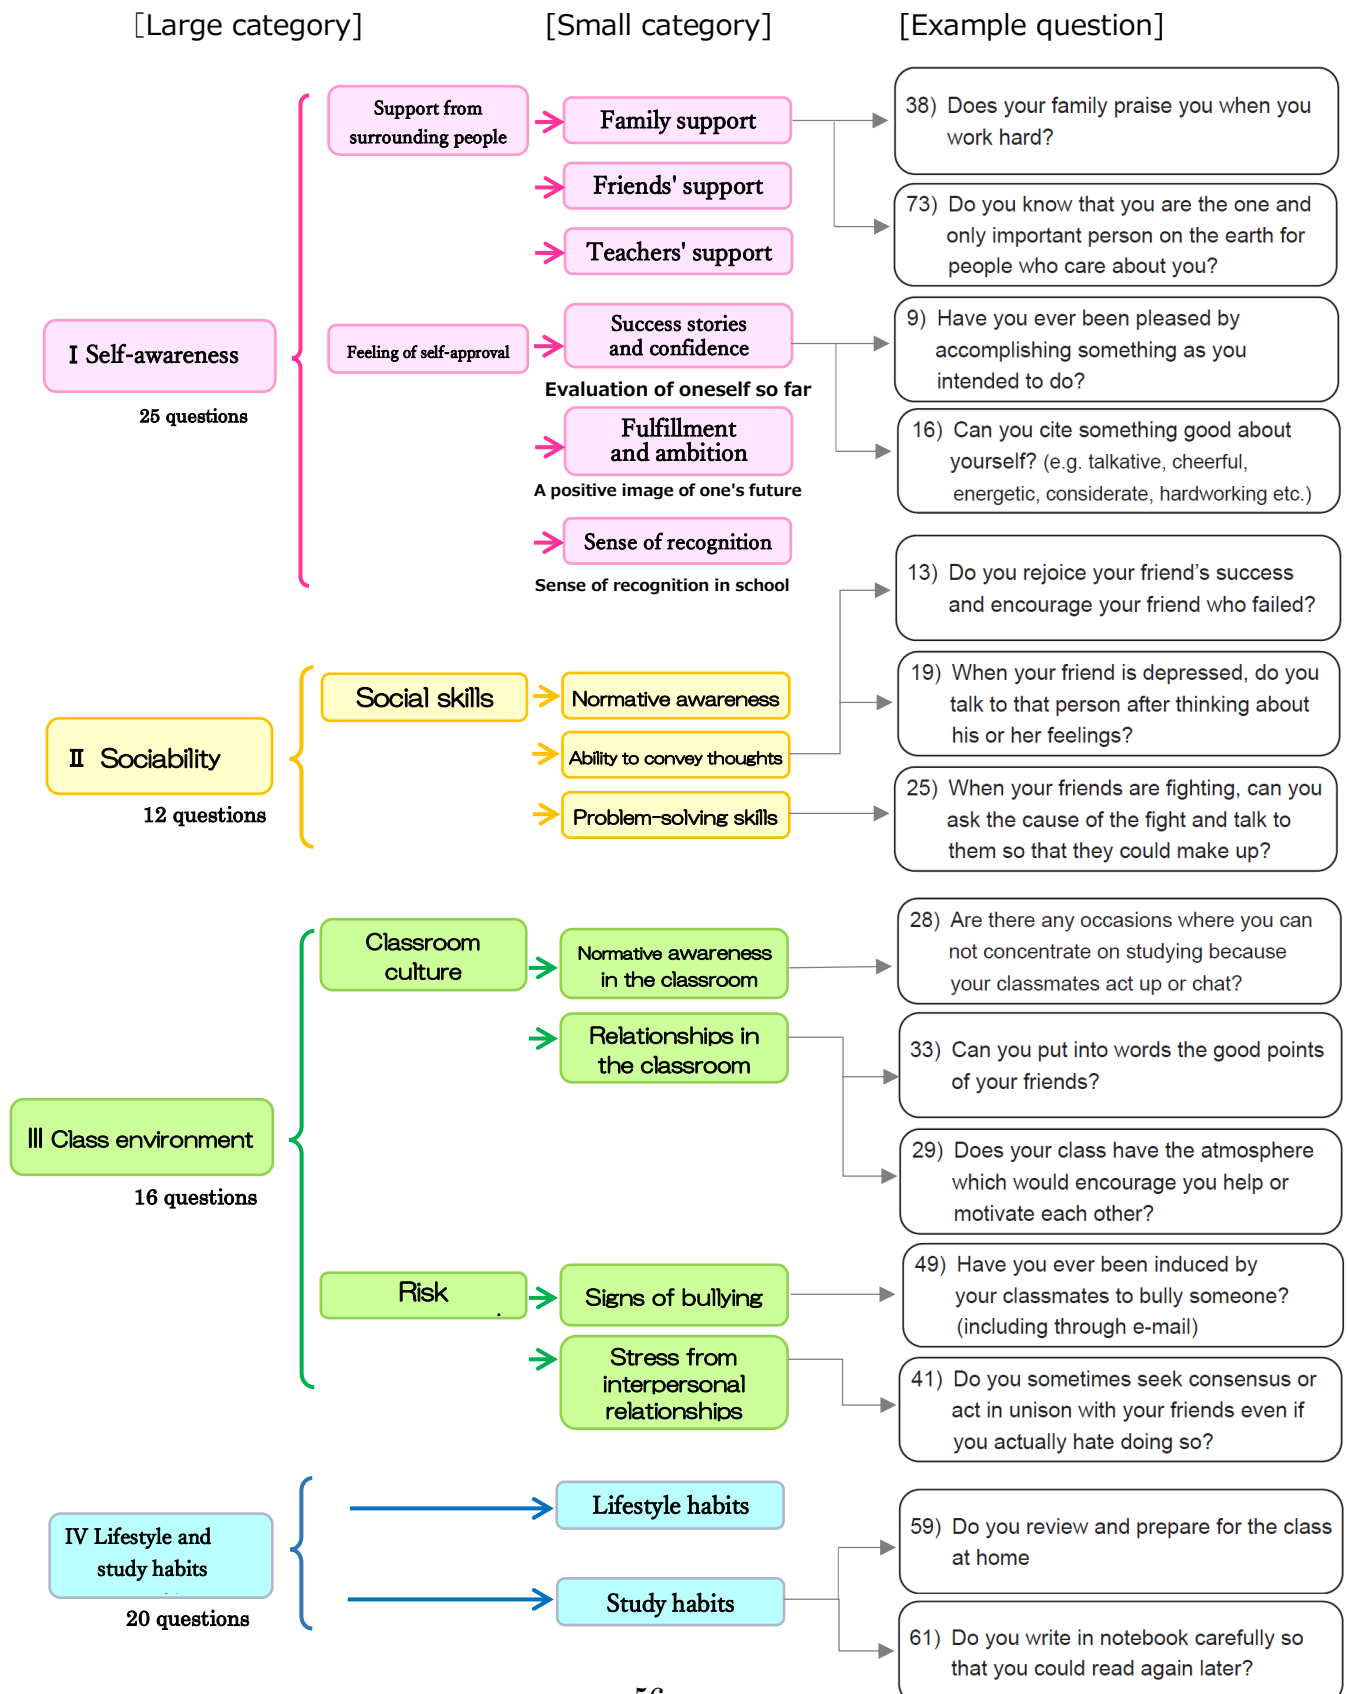 [Large category]
[Small category]
[Example question]
Ⅰ Self-awareness
25 questions
Support from
surrounding people
Family support
Friends' support
Teachers' support
Feeling of self-approval
Success stories
and confidence
Evaluation of oneself so far
Fulfillment
and ambition
A positive image of one's future
Sense of recognition
Sense of recognition in school
38) Does your family praise you when you
work hard?
73) Do you know that you are the one and
only important person on the earth for
people who care about you?
9) Have you ever been pleased by
accomplishing something as you
intended to do?
16) Can you cite something good about
yourself? (e.g. talkative, cheerful,
energetic, considerate, hardworking etc.)
Ⅱ Sociability
12 questions
Social skills
Normative awareness
Ability to convey thoughts
Problem-solving skills
13) Do you rejoice your friend’s success
and encourage your friend who failed?
19) When your friend is depressed, do you
talk to that person after thinking about
his or her feelings?
25) When your friends are fighting, can you
ask the cause of the fight and talk to
them so that they could make up?
Ⅲ Class environment
16 questions
Classroom
culture
Normative awareness
in the classroom
Relationships in
the classroom
Risk
Signs of bullying
Stress from
interpersonal
relationships
28) Are there any occasions where you can
not concentrate on studying because
your classmates act up or chat?
33) Can you put into words the good points
of your friends?
29) Does your class have the atmosphere
which would encourage you help or
motivate each other?
49) Have you ever been induced by
your classmates to bully someone?
(including through e-mail)
41) Do you sometimes seek consensus or
act in unison with your friends even if
you actually hate doing so?
IV Lifestyle and
study habits
20 questions
Lifestyle habits
Study habits
59) Do you review and prepare for the class
at home
61) Do you write in notebook carefully so
that you could read again later?